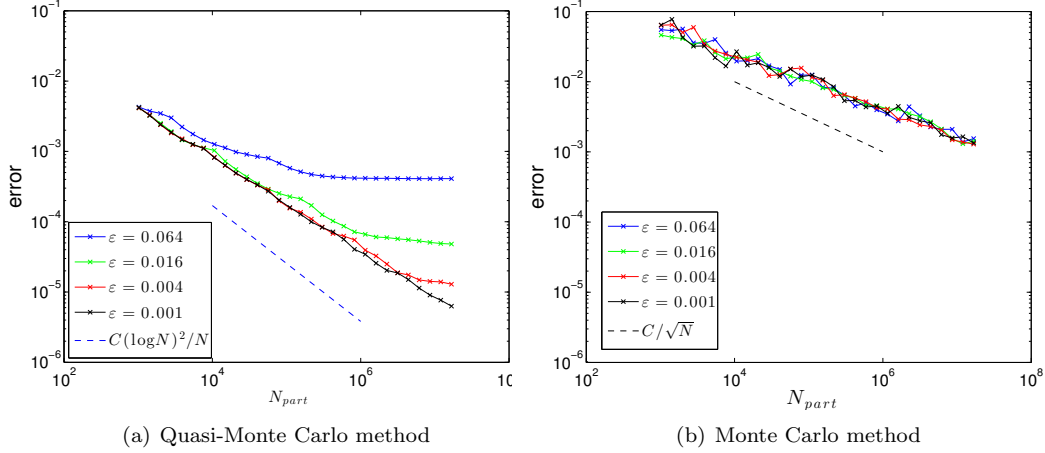 10^−1
10^−2
10^−3
10^−4
10^−5
10^−6
error
ε = 0.064
ε = 0.016
ε = 0.004
ε = 0.001
C(logN)^2/N
10^2
10^4
10^6
10
N_part
(a) Quasi-Monte Carlo method
10^−1
10^−2
10^−3
10^−4
10^−5
10^−6
error
ε = 0.064
ε = 0.016
ε = 0.004
ε = 0.001
C/√N
10^2
10^4
10^6
10^8
N_part
(b) Monte Carlo method